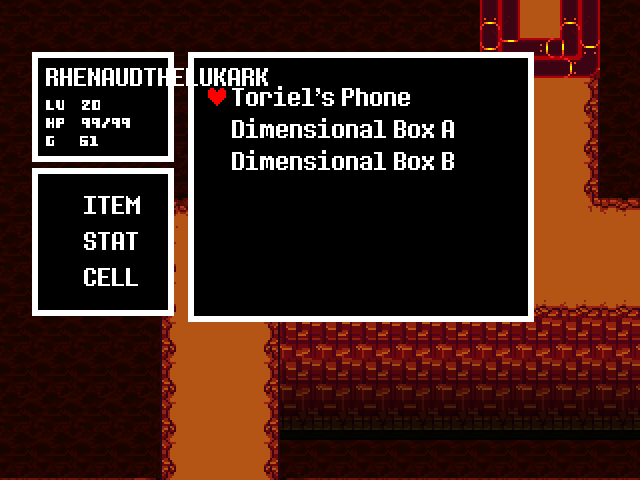 RHENAUDTHELUKARK
LV 20
HP 99/99
G 61
ITEM
STAT
CELL
Toriel's Phone
Dimensional Box A
Dimensional Box B